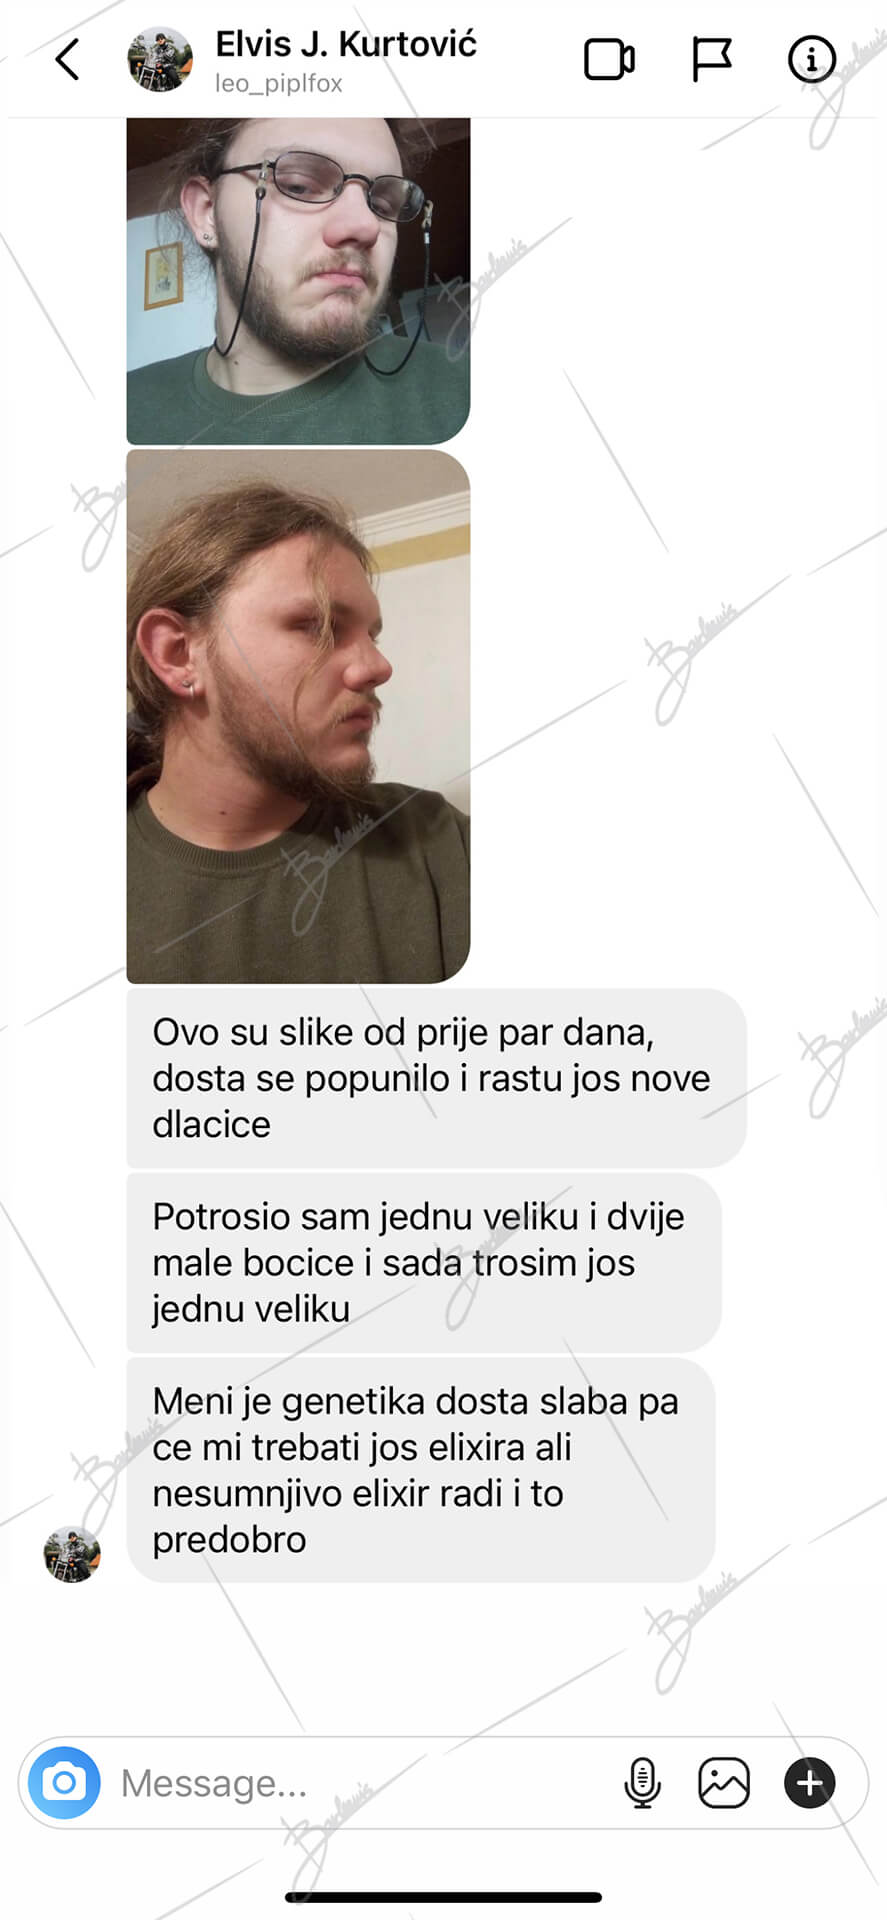 Elvis J. Kurtović
leo_piplfox
Ovo su slike od prije par dana,
dosta se popunilo i rastu jos nove
dlacice
Potrosio sam jednu veliku i dvije
male bocice i sada trosim jos
jednu veliku
Meni je genetika dosta slaba pa
ce mi trebati jos elixira ali
nesumnjivo elixir radi i to
predobro
Message...